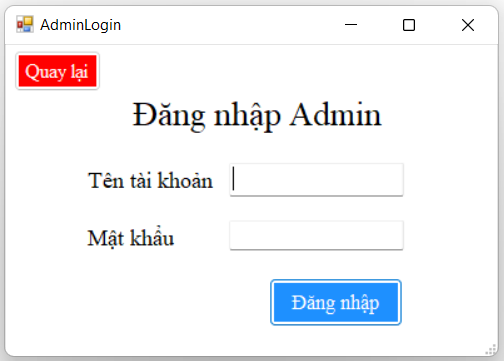 AdminLogin
Quay lại
Đăng nhập Admin
Tên tài khoản
Mật khẩu
Đăng nhập